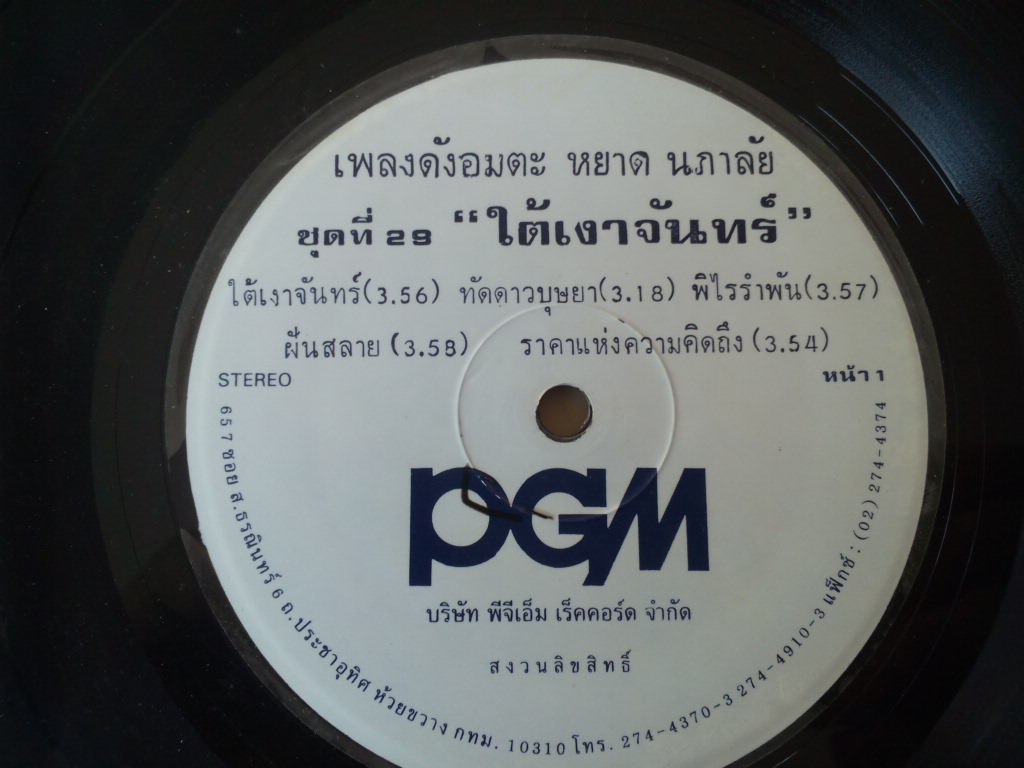 เพลงดังอมตะ หยาด นภาลัย
ชุดที่ 29 “ใต้เงาจันทร์”
ใต้เงาจันทร์(3.56) ทัดดาวบุษยา(3.18) พิไรรำพัน(3.57)
ฝันสลาย (3.58) ราคาแห่งความคิดถึง (3.54)
STEREO
หน้า 1
PGM
บริษัท พีจีเอ็ม เร็คคอร์ด จำกัด
สงวนลิขสิทธิ์
657 ซอย ส.ธรณินทร์ 6 ถ.ประชาอุทิศ ห้วยขวาง กทม. 10310 โทร. 274-4370-3 274-4910-3 แฟ็กซ์ : (02) 274-4374